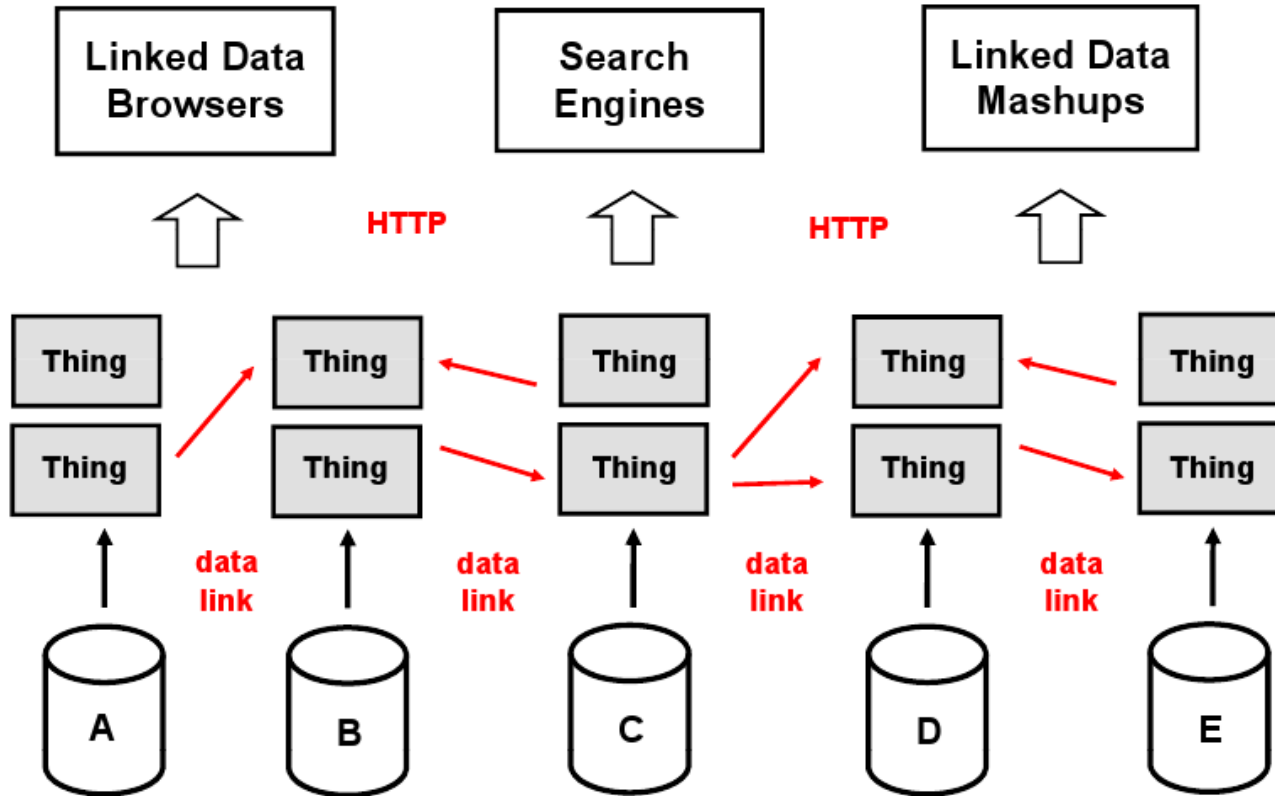 Linked Data
Browsers
Search
Engines
Linked Data
Mashups
HTTP
HTTP
Thing
Thing
Thing
Thing
Thing
Thing
Thing
Thing
Thing
Thing
data
link
data
link
data
link
data
link
A
B
C
D
E